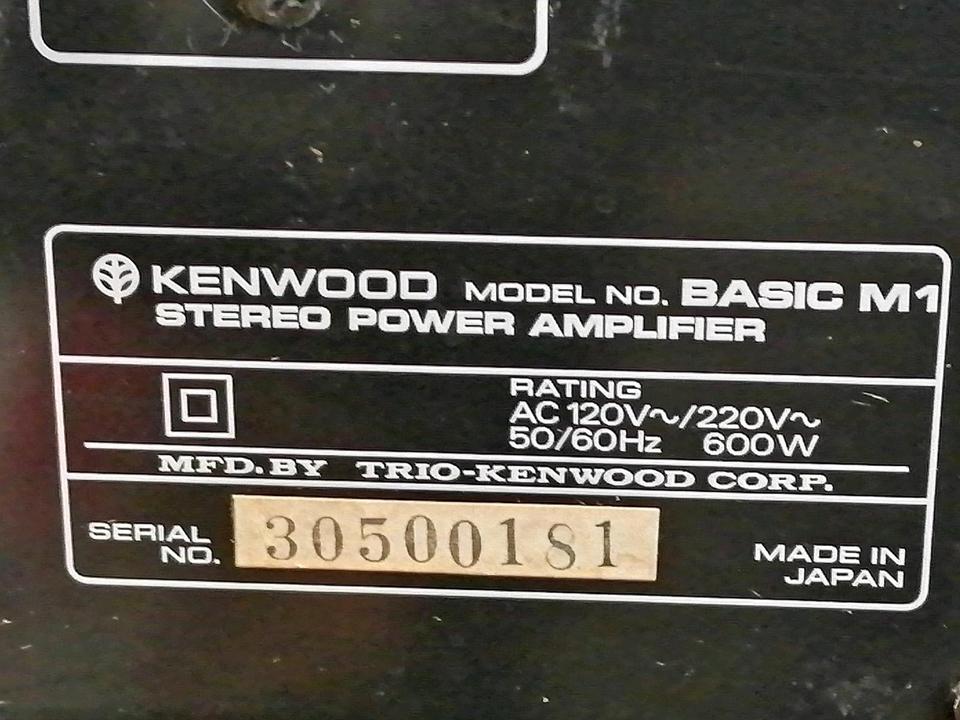 KENWOOD MODEL NO. BASIC M1
STEREO POWER AMPLIFIER
RATING
AC 120V~/220V~
50/60Hz 600W
MFD. BY TRIO-KENWOOD CORP.
SERIAL NO. 30500181
MADE IN JAPAN